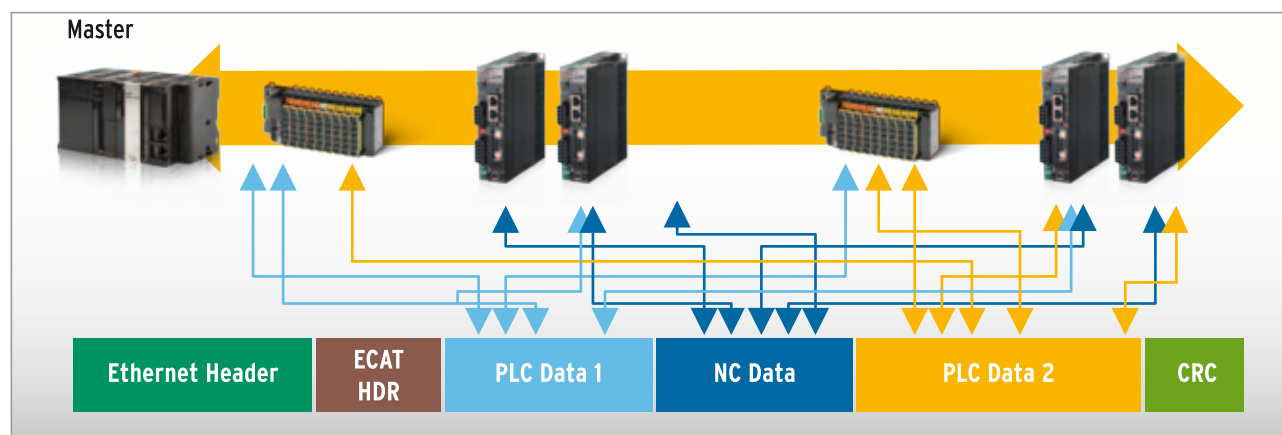 Master
Ethernet Header
ECAT
HDR
PLC Data 1
NC Data
PLC Data 2
CRC